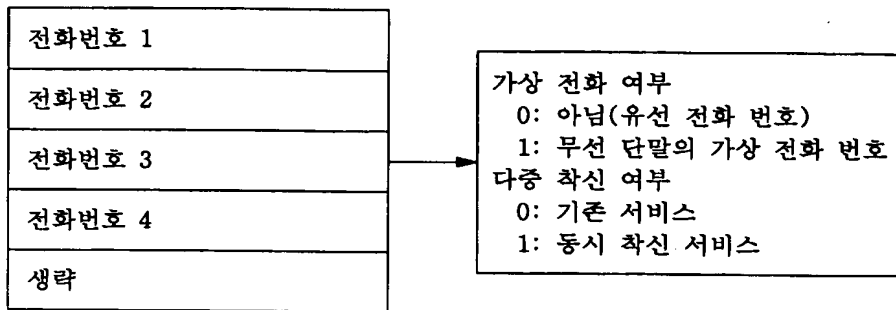 전화번호 1
전화번호 2
전화번호 3
전화번호 4
생략
가상 전화 여부
0: 아님(유선 전화 번호)
1: 무선 단말의 가상 전화 번호
다중 착신 여부
0: 기존 서비스
1: 동시 착신 서비스